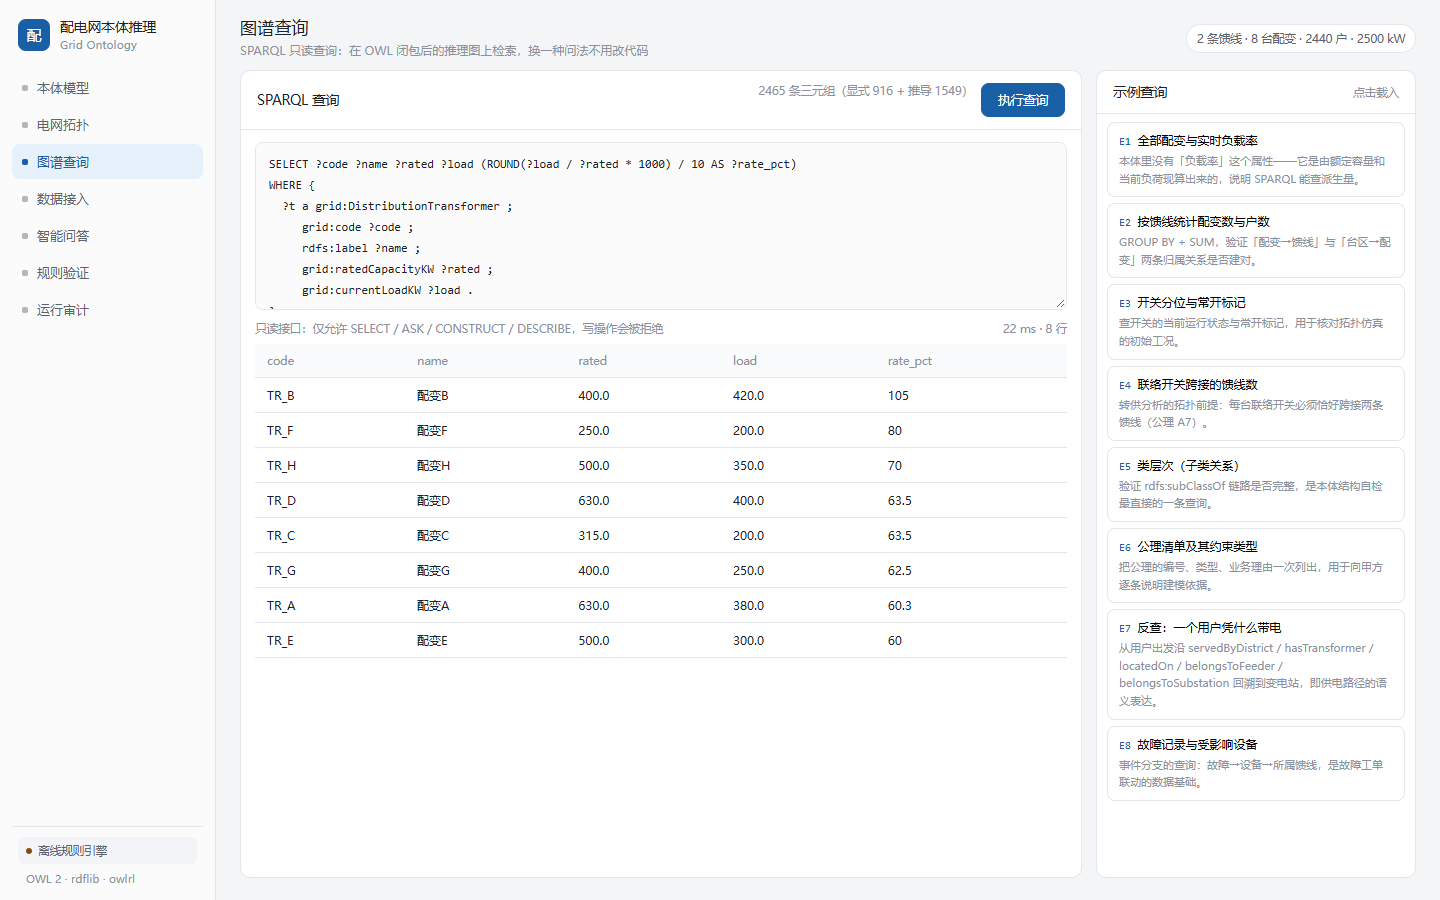 配
配电网本体推理
Grid Ontology
本体模型
电网拓扑
图谱查询
数据接入
智能问答
规则验证
运行审计
离线规则引擎
OWL 2 · rdflib · owlrl
图谱查询
SPARQL 只读查询：在 OWL 闭包后的推理图上检索，换一种问法不用改代码
2 条馈线 · 8 台配变 · 2440 户 · 2500 kW
SPARQL 查询
2465 条三元组（显式 916 + 推导 1549）
执行查询
SELECT ?code ?name ?rated ?load (ROUND(?load / ?rated * 1000) / 10 AS ?rate_pct)
WHERE {
?t a grid:DistributionTransformer ;
grid:code ?code ;
rdfs:label ?name ;
grid:ratedCapacityKW ?rated ;
grid:currentLoadKW ?load .
只读接口：仅允许 SELECT / ASK / CONSTRUCT / DESCRIBE，写操作会被拒绝
22 ms · 8 行
code name rated load rate_pct
TR_B 配变B 400.0 420.0 105
TR_F 配变F 250.0 200.0 80
TR_H 配变H 500.0 350.0 70
TR_D 配变D 630.0 400.0 63.5
TR_C 配变C 315.0 200.0 63.5
TR_G 配变G 400.0 250.0 62.5
TR_A 配变A 630.0 380.0 60.3
TR_E 配变E 500.0 300.0 60
示例查询
点击载入
E1 全部配变与实时负载率
本体里没有「负载率」这个属性——它是由额定容量和
当前负荷现算出来的，说明 SPARQL 能查派生量。
E2 按馈线统计配变数与户数
GROUP BY + SUM，验证「配变→馈线」与「台区→配
变」两条归属关系是否建对。
E3 开关分位与常开标记
查开关的当前运行状态与常开标记，用于核对拓扑仿真
的初始工况。
E4 联络开关跨接的馈线数
转供分析的拓扑前提：每台联络开关必须恰好跨接两条
馈线（公理 A7）。
E5 类层次（子类关系）
验证 rdfs:subClassOf 链路是否完整，是本体结构自检
最直接的一条查询。
E6 公理清单及其约束类型
把公理的编号、类型、业务理由一次列出，用于向甲方
逐条说明建模依据。
E7 反查：一个用户凭什么带电
从用户出发沿 servedByDistrict / hasTransformer /
locatedOn / belongsToFeeder /
belongsToSubstation 回溯到变电站，即供电路径的语
义表达。
E8 故障记录与受影响设备
事件分支的查询：故障→设备→所属馈线，是故障工单
联动的数据基础。